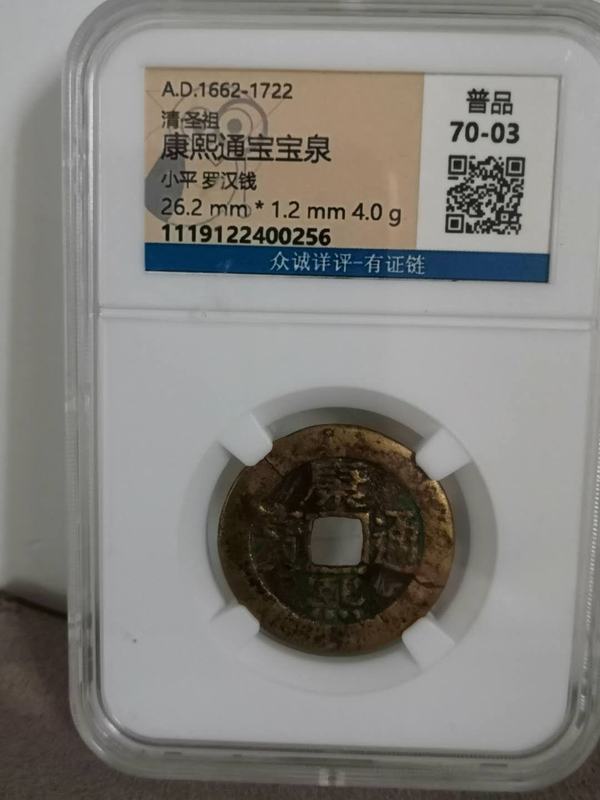 A.D.1662-1722
清·圣祖
康熙通宝宝泉
小平 罗汉钱
26.2 mm * 1.2 mm 4.0 g
1119122400256
普品
70-03
众诚详评-有证链
康熙通寳